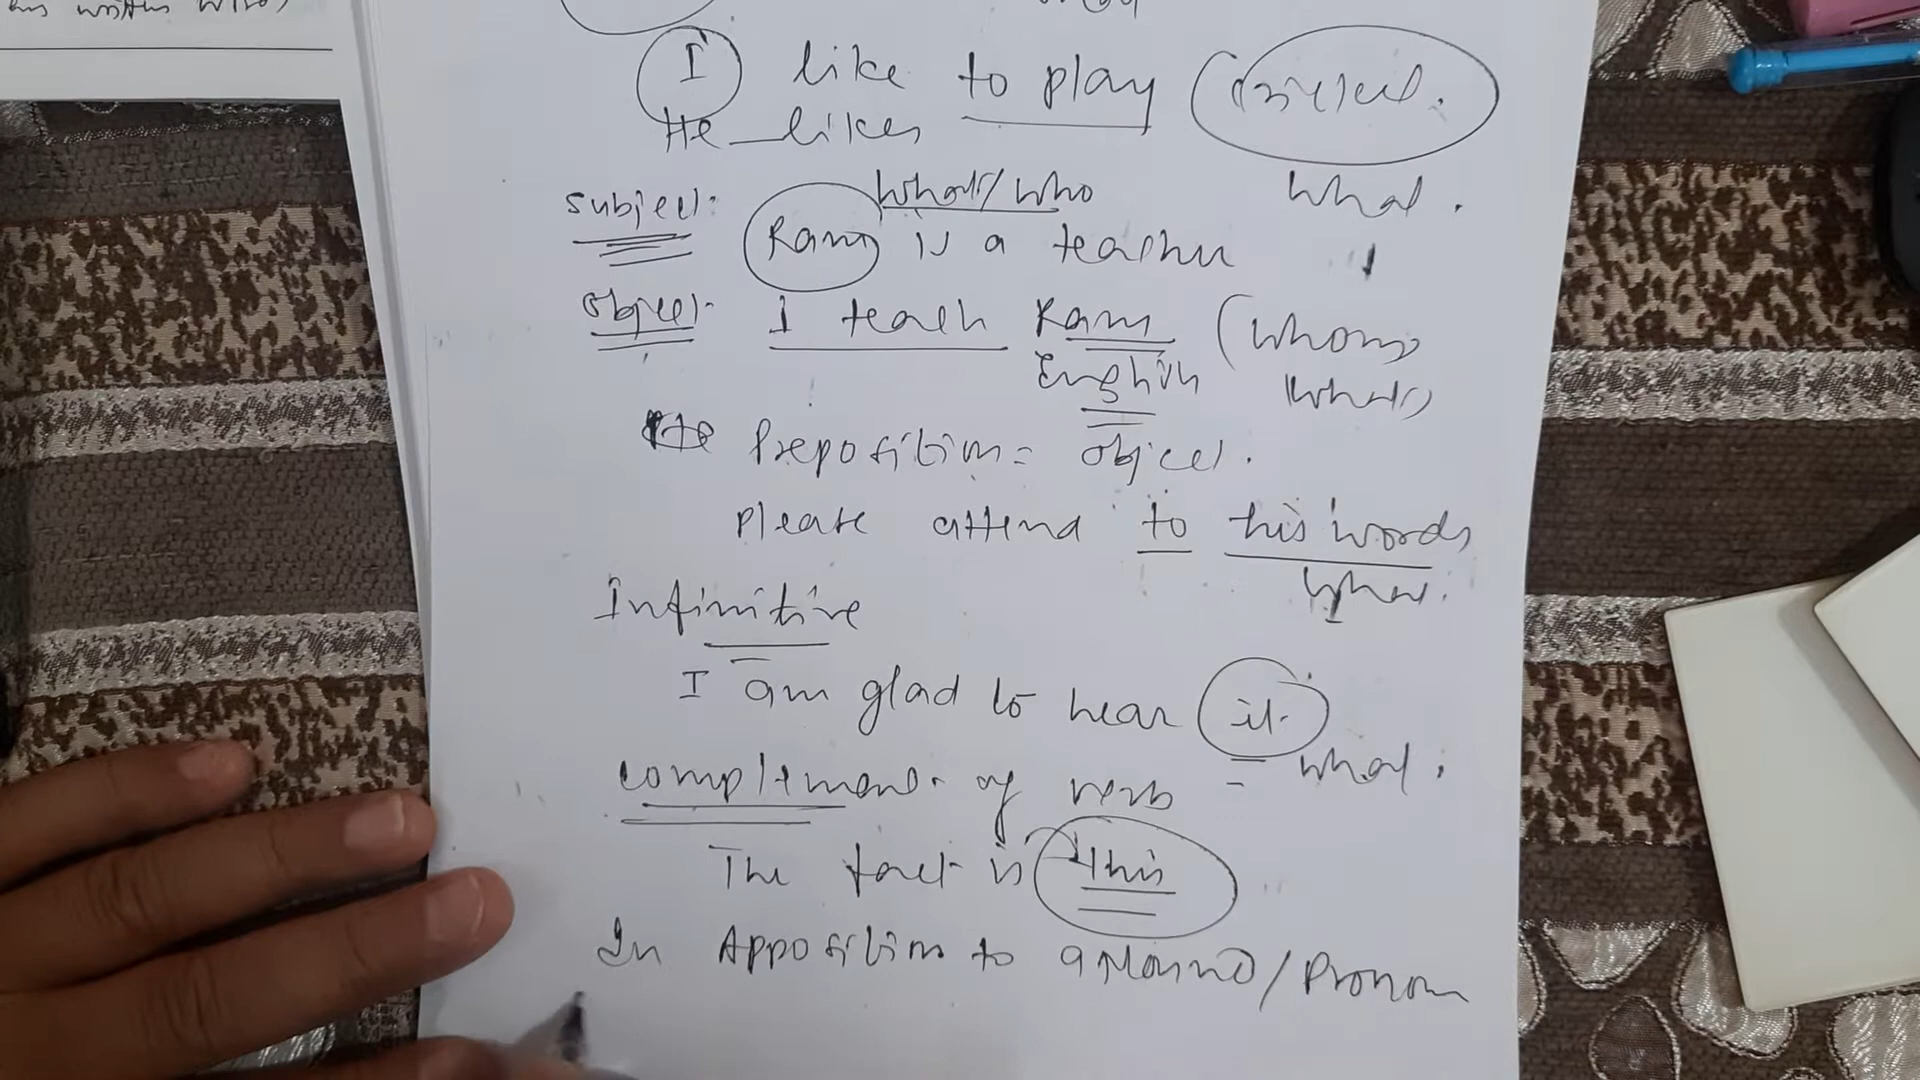 I like to play
He likes
what/who
what.
subject:
Ram is a teacher
object- I teach Ram (whom
English what)
Preposition = object.
please attend to his words
what.
Infinitive
I am glad to hear it.
= what.
complement of verb
The fact is this
In Apposition to a Noun/Pronoun